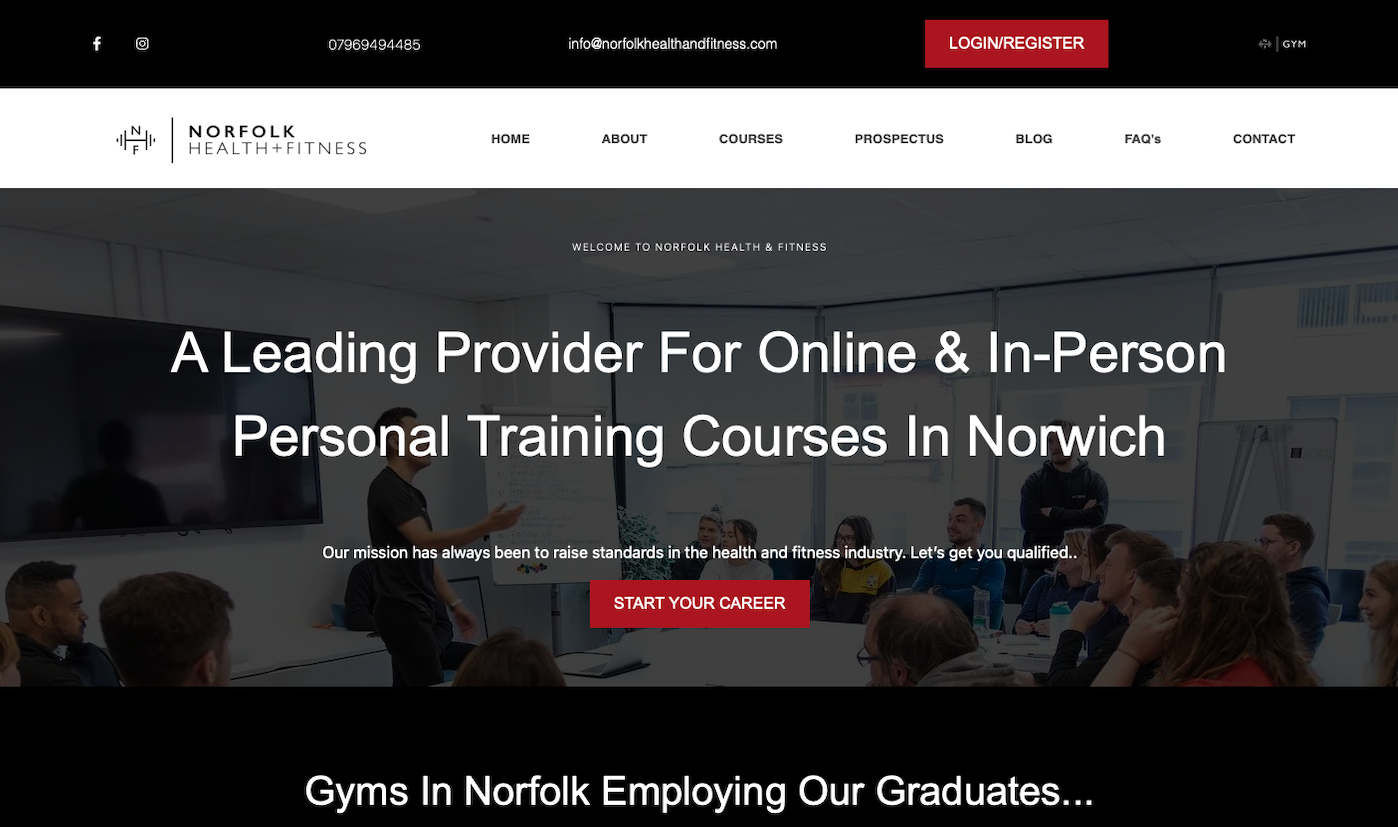 07969494485
info@norfolkhealthandfitness.com
LOGIN/REGISTER
GYM
N
F
NORFOLK
HEALTH+FITNESS
HOME
ABOUT
COURSES
PROSPECTUS
BLOG
FAQ's
CONTACT
WELCOME TO NORFOLK HEALTH & FITNESS
A Leading Provider For Online & In-Person
Personal Training Courses In Norwich
Our mission has always been to raise standards in the health and fitness industry. Let's get you qualified..
START YOUR CAREER
Gyms In Norfolk Employing Our Graduates...